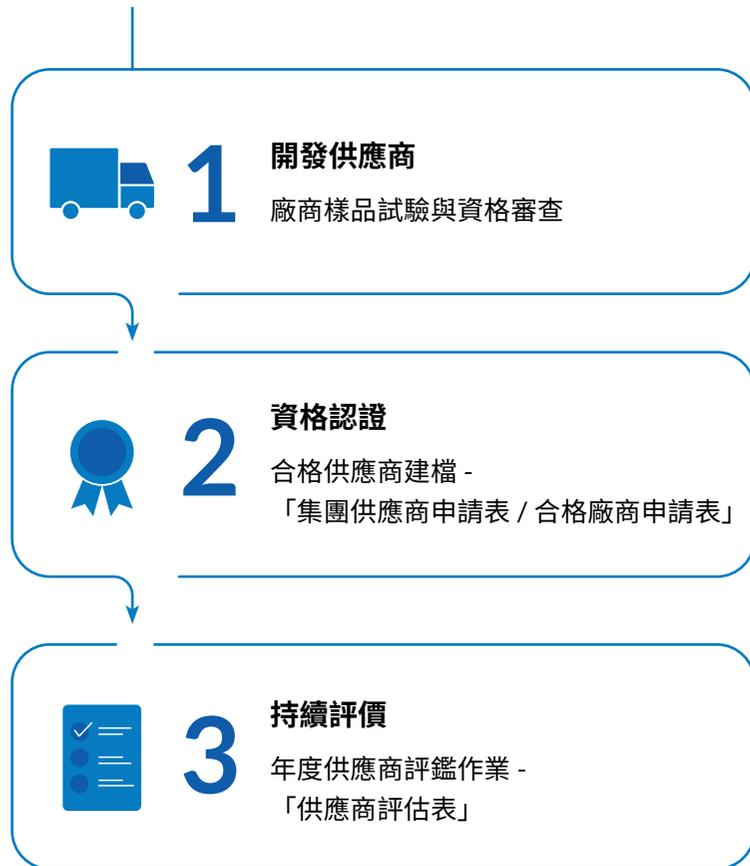 1
開發供應商
廠商樣品試驗與資格審查
2
資格認證
合格供應商建檔 -
「集團供應商申請表 / 合格廠商申請表」
3
持續評價
年度供應商評鑑作業 -
「供應商評估表」